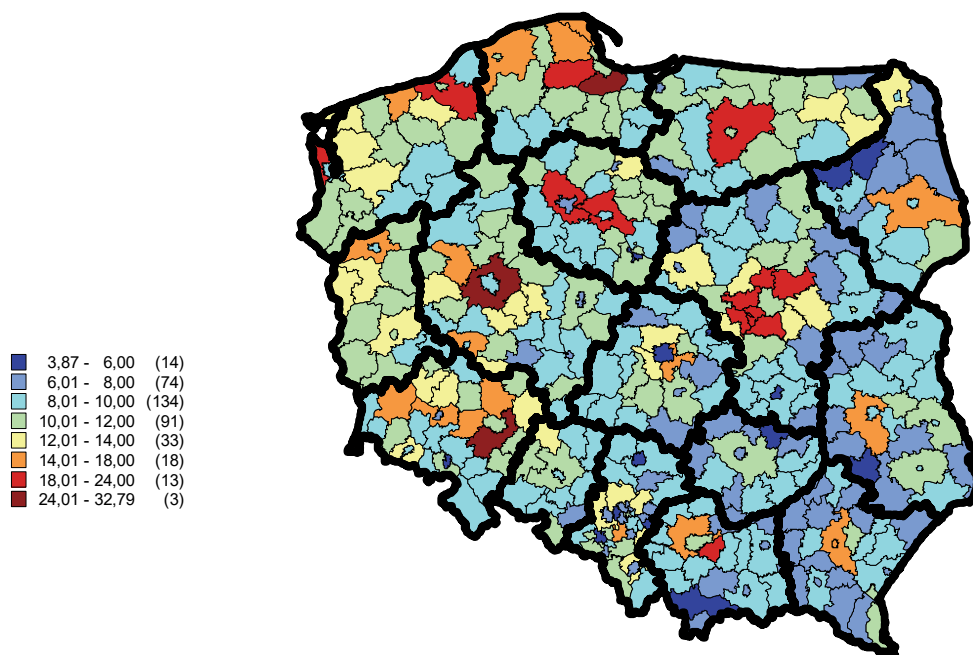 3,87 - 6,00 (14)
6,01 - 8,00 (74)
8,01 - 10,00 (134)
10,01 - 12,00 (91)
12,01 - 14,00 (33)
14,01 - 18,00 (18)
18,01 - 24,00 (13)
24,01 - 32,79 (3)